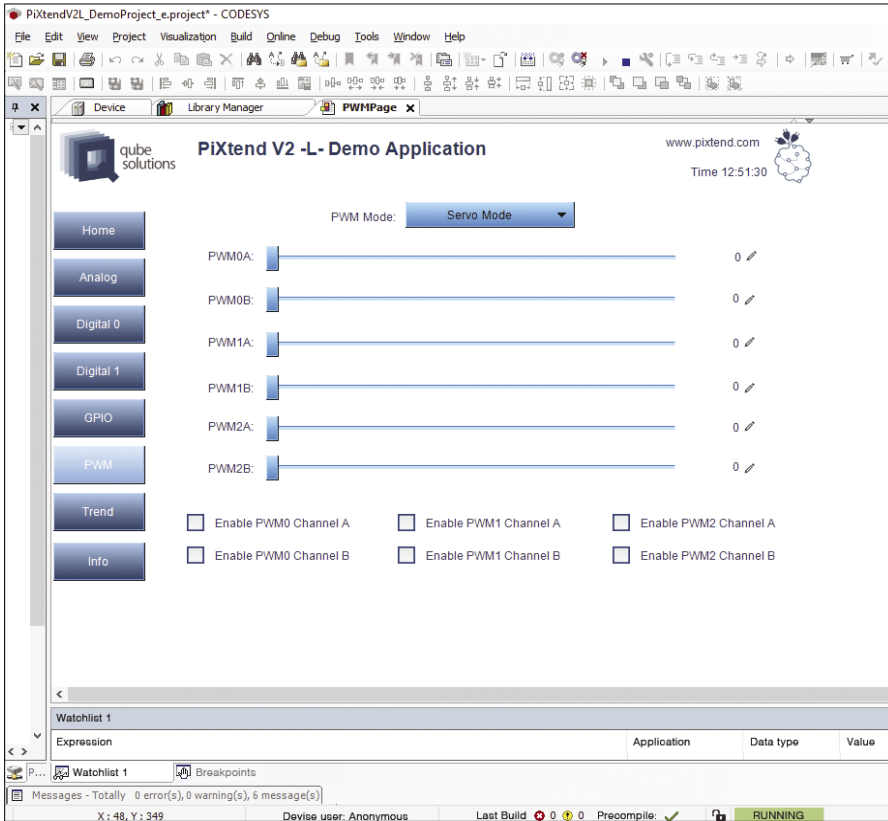 PiXtendV2L_DemoProject_e.project* - CODESYS
File Edit View Project Visualization Build Online Debug Tools Window Help
Device Library Manager PWMPage X
qube solutions
PiXtend V2 -L- Demo Application
www.pixtend.com
Time 12:51:30
PWM Mode: Servo Mode
Home
Analog
Digital 0
Digital 1
GPIO
PWM
Trend
Info
PWM0A: 0
PWM0B: 0
PWM1A: 0
PWM1B: 0
PWM2A: 0
PWM2B: 0
Enable PWM0 Channel A Enable PWM1 Channel A Enable PWM2 Channel A
Enable PWM0 Channel B Enable PWM1 Channel B Enable PWM2 Channel B
Watchlist 1
Expression Application Data type Value
P... Watchlist 1 Breakpoints
Messages - Totally 0 error(s), 0 warning(s), 6 message(s)
X : 48, Y : 349 Devise user: Anonymous Last Build 0 0 Precompile: RUNNING